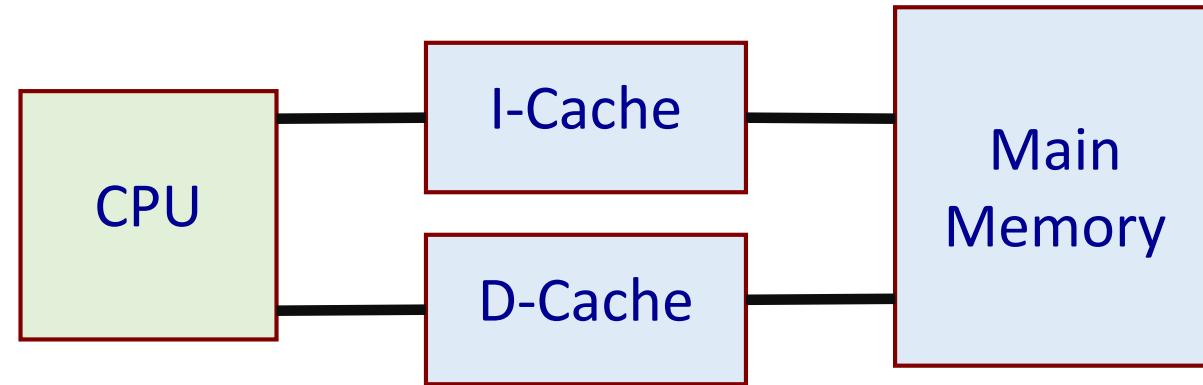 CPU
I-Cache
D-Cache
Main
Memory